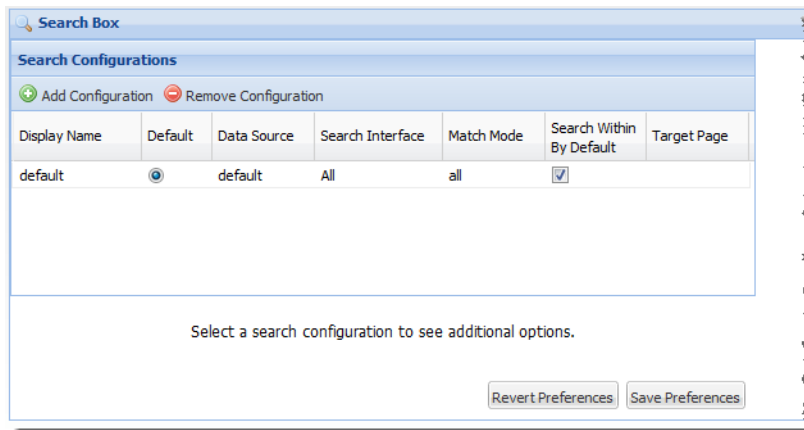 Search Box
Search Configurations
Add Configuration Remove Configuration
Display Name Default Data Source Search Interface Match Mode Search Within By Default Target Page
default default All all
Select a search configuration to see additional options.
Revert Preferences Save Preferences